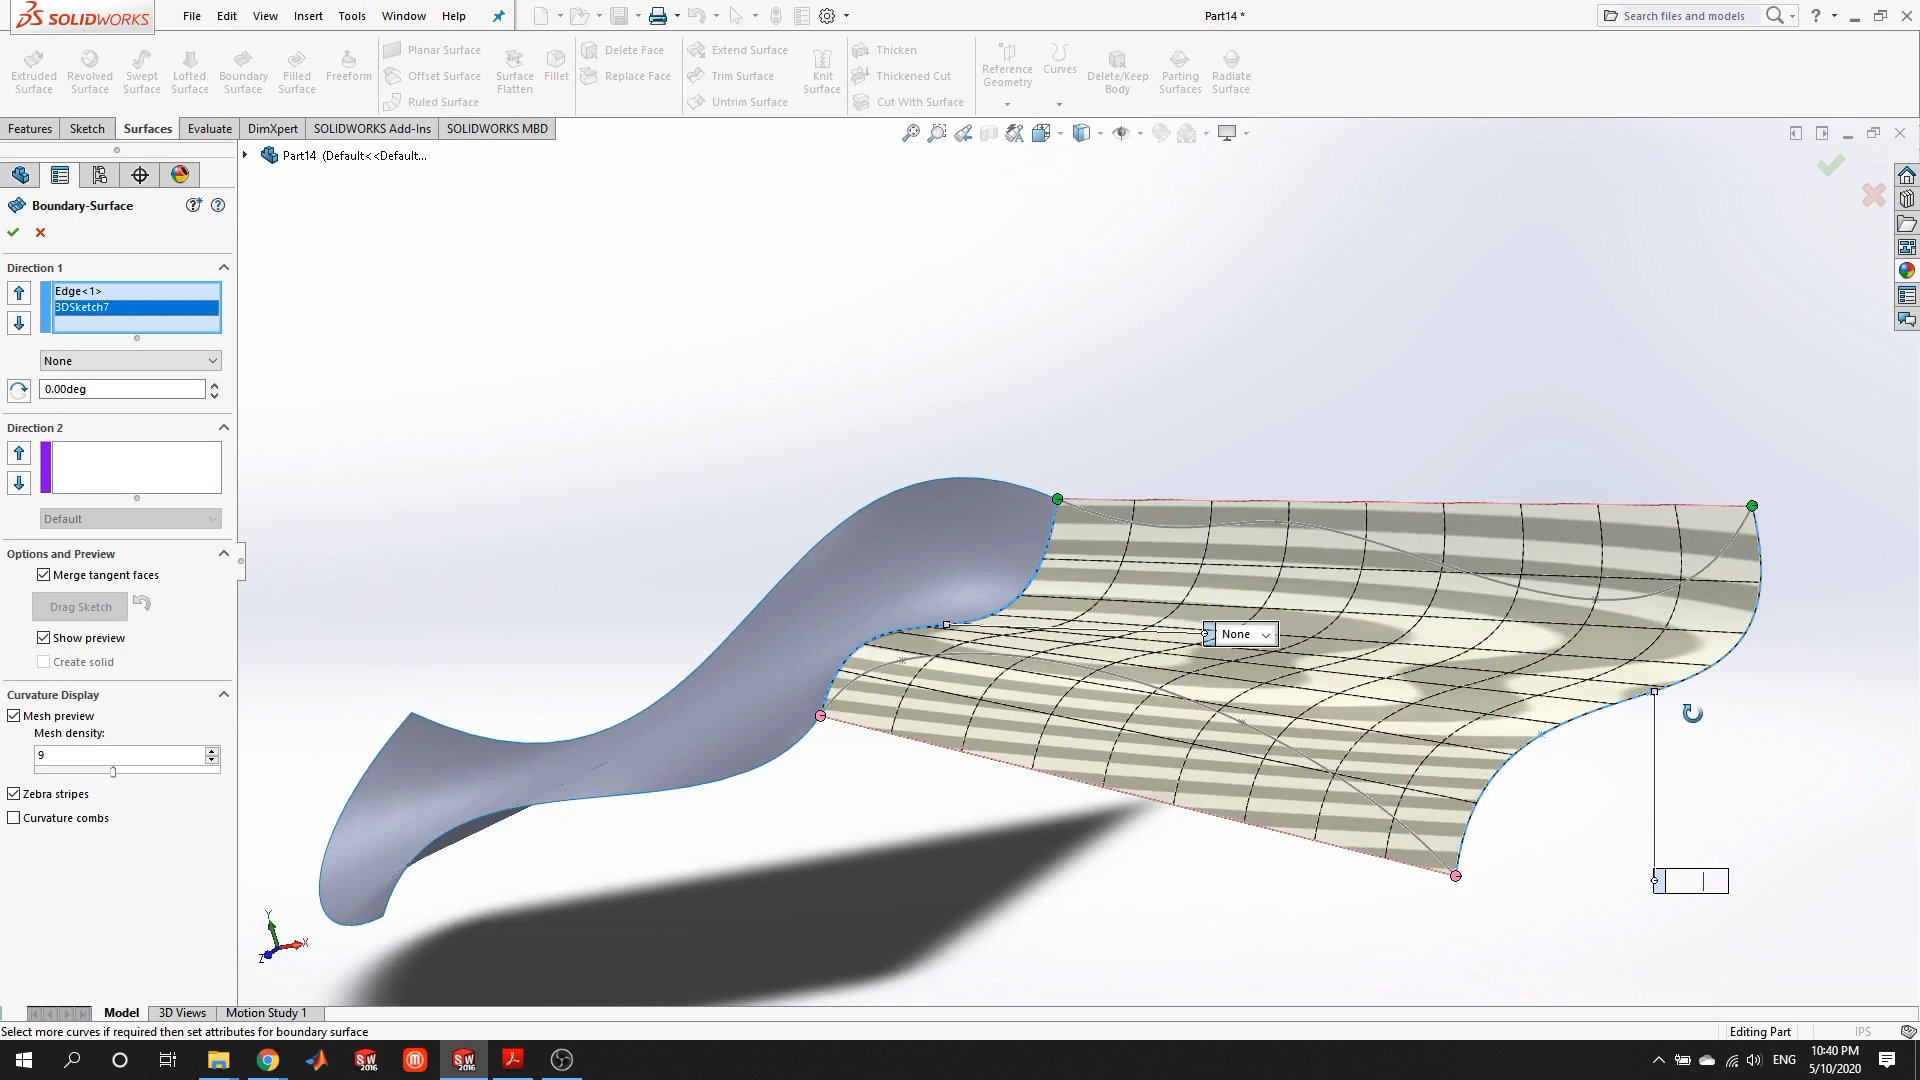 SOLIDWORKS
File Edit View Insert Tools Window Help
Part14 *
Search files and models
Extruded Surface
Revolved Surface
Swept Surface
Lofted Surface
Boundary Surface
Filled Surface
Freeform
Planar Surface
Offset Surface
Ruled Surface
Surface Flatten
Fillet
Delete Face
Replace Face
Extend Surface
Trim Surface
Untrim Surface
Knit Surface
Thicken
Thickened Cut
Cut With Surface
Reference Geometry
Curves
Delete/Keep Body
Parting Surfaces
Radiate Surface
Features Sketch Surfaces Evaluate DimXpert SOLIDWORKS Add-Ins SOLIDWORKS MBD
Part14 (Default<<Default...
Boundary-Surface
Direction 1
Edge<1>
3DSketch7
None
0.00deg
Direction 2
Default
Options and Preview
Merge tangent faces
Drag Sketch
Show preview
Create solid
Curvature Display
Mesh preview
Mesh density:
9
Zebra stripes
Curvature combs
None
Y
X
Z
Model 3D Views Motion Study 1
Select more curves if required then set attributes for boundary surface
Editing Part
IPS
SW 2016
SW 2016
ENG
10:40 PM
5/10/2020